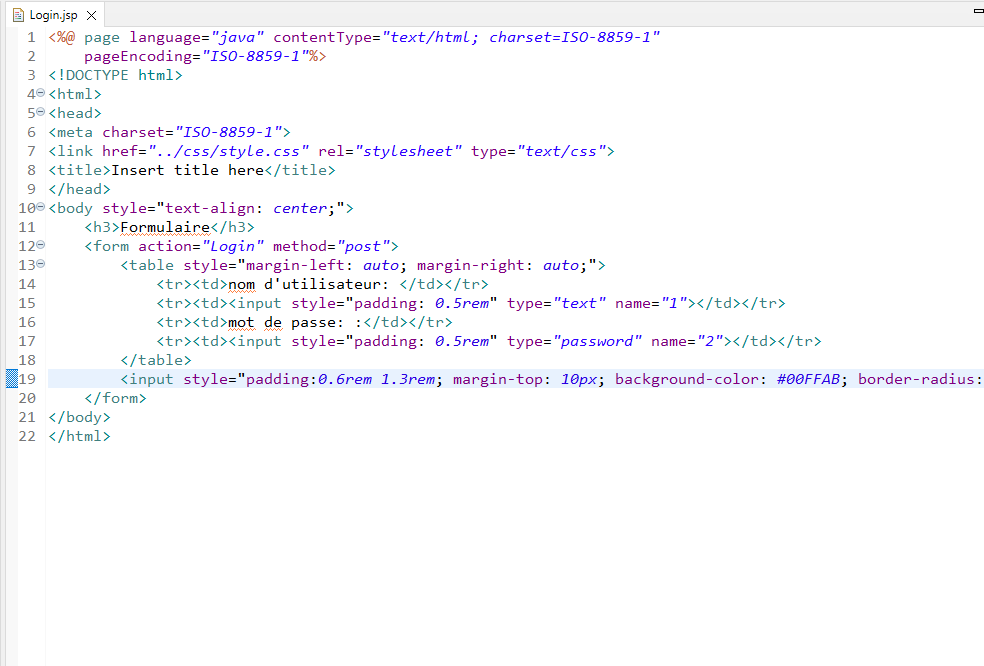 Login.jsp
1 <%@ page language="java" contentType="text/html; charset=ISO-8859-1"
2     pageEncoding="ISO-8859-1"%>
3 <!DOCTYPE html>
4 <html>
5 <head>
6 <meta charset="ISO-8859-1">
7 <link href="../css/style.css" rel="stylesheet" type="text/css">
8 <title>Insert title here</title>
9 </head>
10 <body style="text-align: center;">
11     <h3>Formulaire</h3>
12     <form action="Login" method="post">
13         <table style="margin-left: auto; margin-right: auto;">
14             <tr><td>nom d'utilisateur: </td></tr>
15             <tr><td><input style="padding: 0.5rem" type="text" name="1"></td></tr>
16             <tr><td>mot de passe: :</td></tr>
17             <tr><td><input style="padding: 0.5rem" type="password" name="2"></td></tr>
18         </table>
19         <input style="padding:0.6rem 1.3rem; margin-top: 10px; background-color: #00FFAB; border-radius:
20     </form>
21 </body>
22 </html>